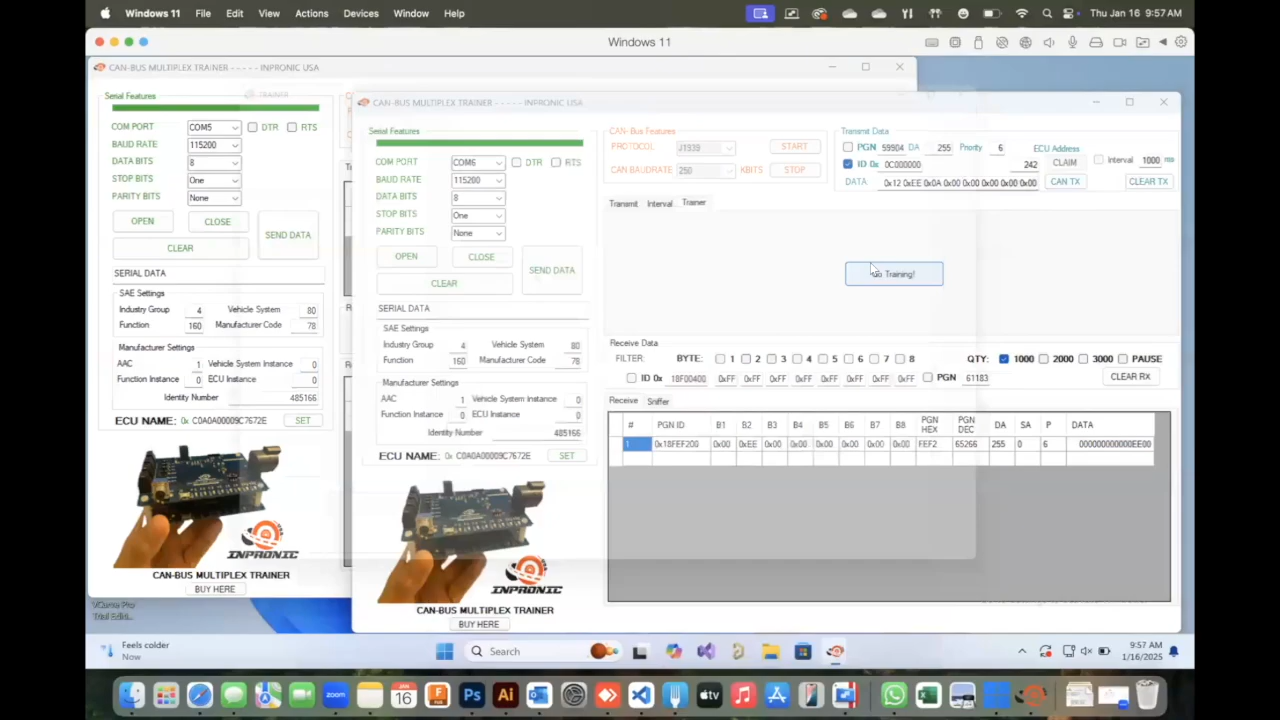 Windows 11 File Edit View Actions Devices Window Help Thu Jan 16 9:57 AM
Windows 11
CAN-BUS MULTIPLEX TRAINER - - - - - INPRONIC USA
Serial Features
COM PORT COM5 DTR RTS
BAUD RATE 115200
DATA BITS 8
STOP BITS One
PARITY BITS None
OPEN CLOSE
SEND DATA
CLEAR
SERIAL DATA
SAE Settings
Industry Group 4 Vehicle System 80
Function 160 Manufacturer Code 78
Manufacturer Settings
AAC 1 Vehicle System Instance 0
Function Instance 0 ECU Instance 0
Identity Number 485166
ECU NAME: 0x C0A0A00009C7672E SET
INPRONIC
CAN-BUS MULTIPLEX TRAINER
BUY HERE
TRAINER
CAN-BUS MULTIPLEX TRAINER - - - - - INPRONIC USA
Serial Features
COM PORT COM6 DTR RTS
BAUD RATE 115200
DATA BITS 8
STOP BITS One
PARITY BITS None
OPEN CLOSE
SEND DATA
CLEAR
SERIAL DATA
SAE Settings
Industry Group 4 Vehicle System 80
Function 160 Manufacturer Code 78
Manufacturer Settings
AAC 1 Vehicle System Instance 0
Function Instance 0 ECU Instance 0
Identity Number 485166
ECU NAME: 0x C0A0A00009C7672E SET
INPRONIC
CAN-BUS MULTIPLEX TRAINER
BUY HERE
CAN- Bus Features
PROTOCOL J1939 START
CAN BAUDRATE 250 KBITS STOP
Transmit Data
PGN 59904 DA 255 Priority 6 ECU Address
ID 0x 0C000000 242 CLAIM Interval 1000 ms
DATA 0x12 0xEE 0x0A 0x00 0x00 0x00 0x00 0x00 CAN TX CLEAR TX
Transmit Interval Trainer
Training!
Receive Data
FILTER: BYTE: 1 2 3 4 5 6 7 8 QTY: 1000 2000 3000 PAUSE
ID 0x 18F00400 0xFF 0xFF 0xFF 0xFF 0xFF 0xFF 0xFF 0xFF PGN 61183 CLEAR RX
Receive Sniffer
# PGN ID B1 B2 B3 B4 B5 B6 B7 B8 PGN HEX PGN DEC DA SA P DATA
1 0x18FEF200 0x00 0xEE 0x00 0x00 0x00 0x00 0x00 0x00 FEF2 65266 255 0 6 000000000000EE00
VCarve Pro
Trial Editi...
Feels colder
Now
Search
9:57 AM
1/16/2025
JAN
16
zoom
Ps
Ai
tv